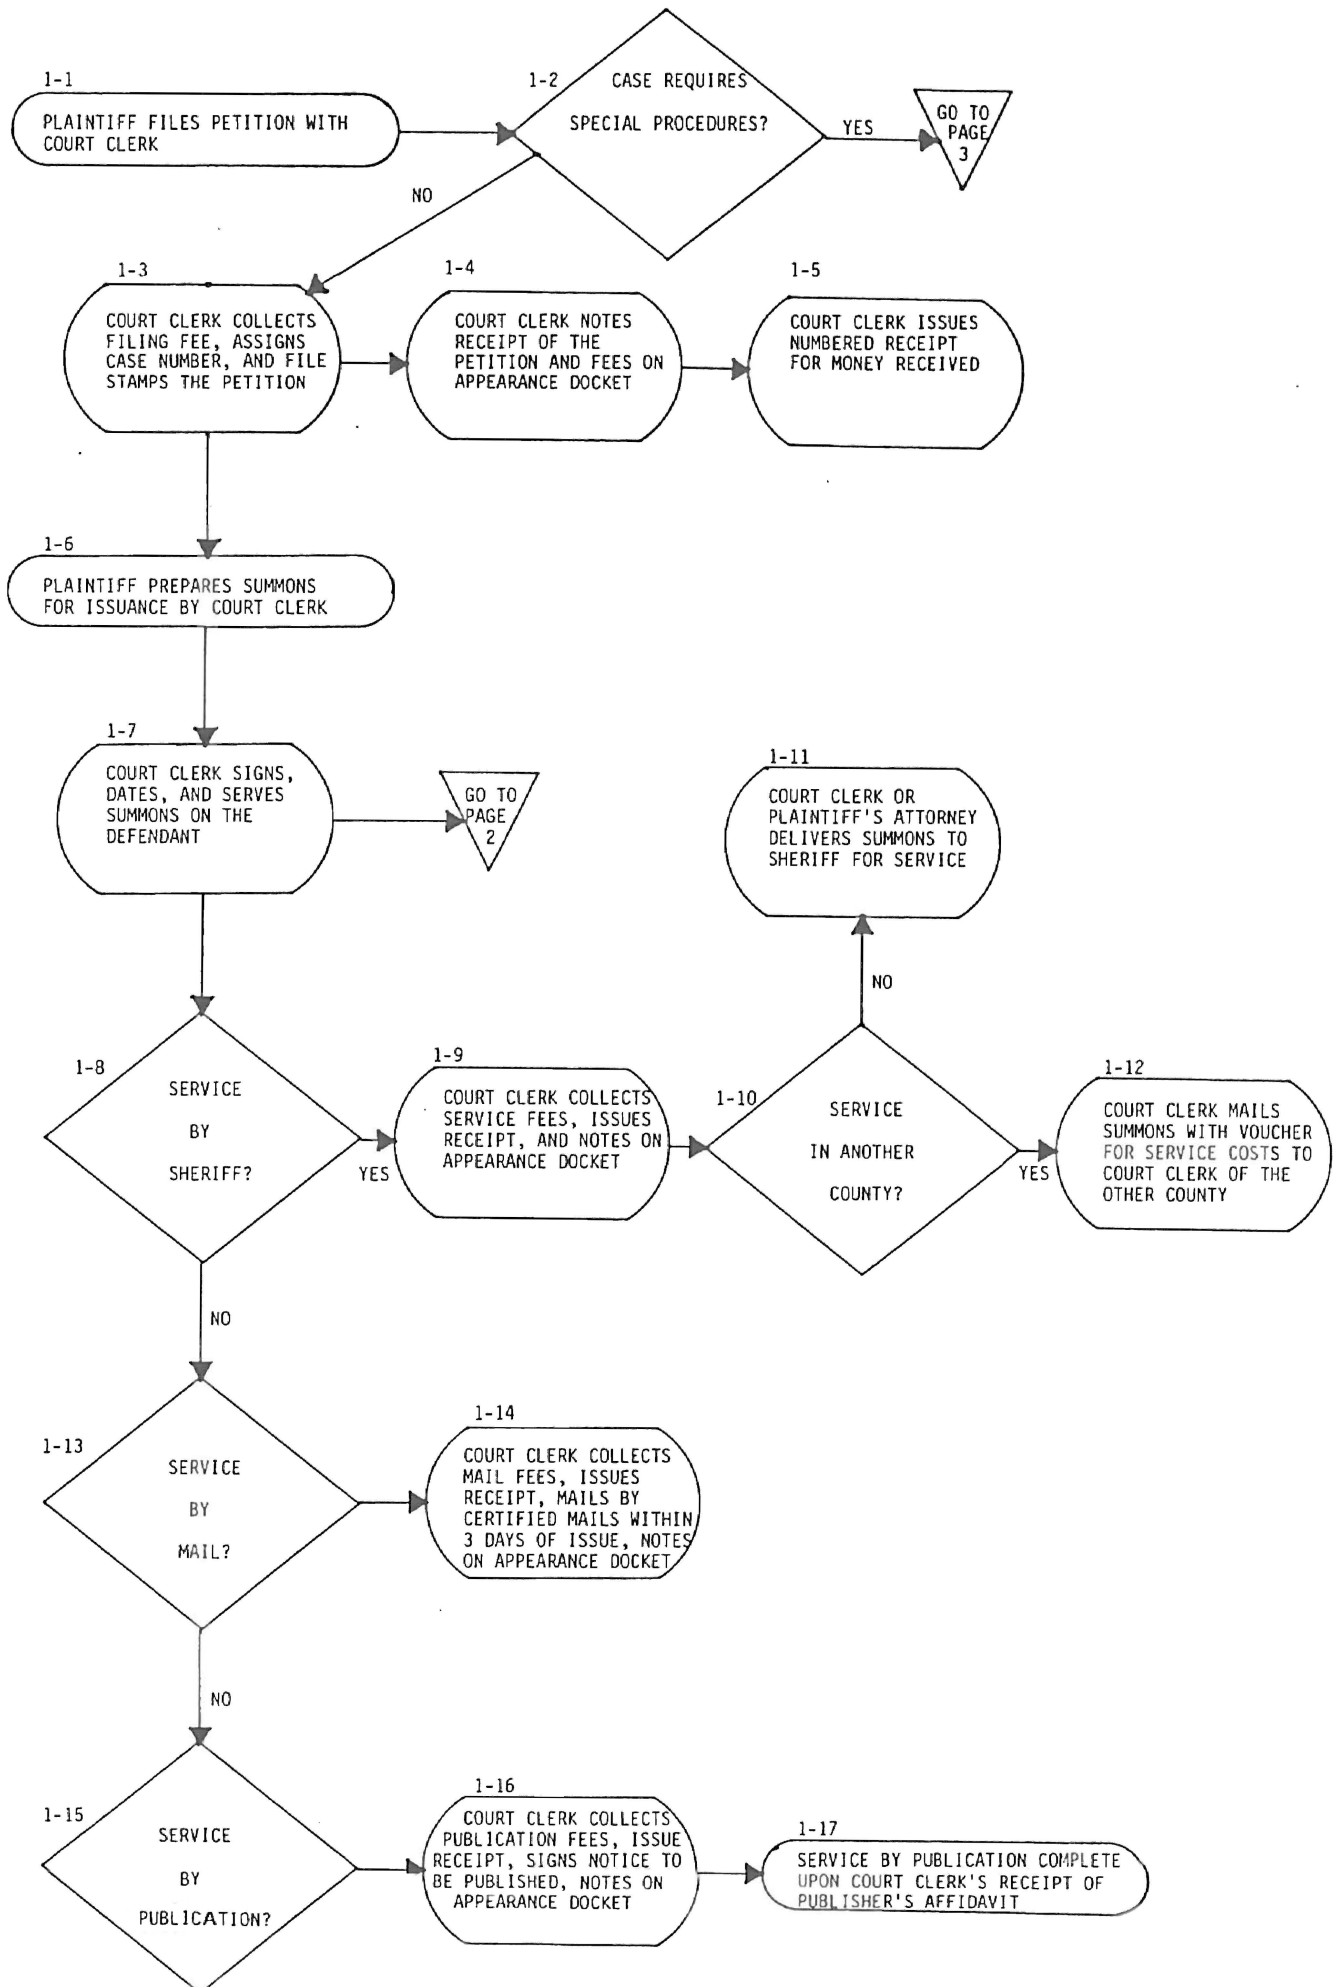 1-1
PLAINTIFF FILES PETITION WITH
COURT CLERK
1-2
CASE REQUIRES
SPECIAL PROCEDURES?
YES
GO TO
PAGE
3
NO
1-3
COURT CLERK COLLECTS
FILING FEE, ASSIGNS
CASE NUMBER, AND FILE
STAMPS THE PETITION
1-4
COURT CLERK NOTES
RECEIPT OF THE
PETITION AND FEES ON
APPEARANCE DOCKET
1-5
COURT CLERK ISSUES
NUMBERED RECEIPT
FOR MONEY RECEIVED
1-6
PLAINTIFF PREPARES SUMMONS
FOR ISSUANCE BY COURT CLERK
1-7
COURT CLERK SIGNS,
DATES, AND SERVES
SUMMONS ON THE
DEFENDANT
GO TO
PAGE
2
1-11
COURT CLERK OR
PLAINTIFF'S ATTORNEY
DELIVERS SUMMONS TO
SHERIFF FOR SERVICE
NO
1-8
SERVICE
BY
SHERIFF?
YES
1-9
COURT CLERK COLLECTS
SERVICE FEES, ISSUES
RECEIPT, AND NOTES ON
APPEARANCE DOCKET
1-10
SERVICE
IN ANOTHER
COUNTY?
YES
1-12
COURT CLERK MAILS
SUMMONS WITH VOUCHER
FOR SERVICE COSTS TO
COURT CLERK OF THE
OTHER COUNTY
NO
1-13
SERVICE
BY
MAIL?
1-14
COURT CLERK COLLECTS
MAIL FEES, ISSUES
RECEIPT, MAILS BY
CERTIFIED MAILS WITHIN
3 DAYS OF ISSUE, NOTES
ON APPEARANCE DOCKET
NO
1-15
SERVICE
BY
PUBLICATION?
1-16
COURT CLERK COLLECTS
PUBLICATION FEES, ISSUE
RECEIPT, SIGNS NOTICE TO
BE PUBLISHED, NOTES ON
APPEARANCE DOCKET
1-17
SERVICE BY PUBLICATION COMPLETE
UPON COURT CLERK'S RECEIPT OF
PUBLISHER'S AFFIDAVIT